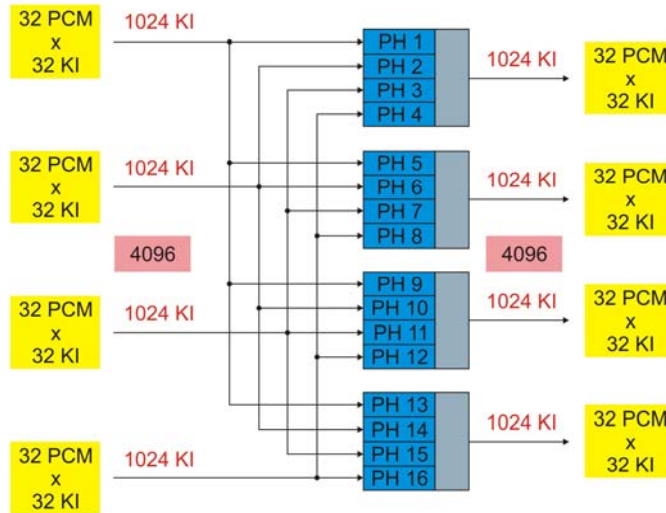 32 PCM
x
32 KI
1024 KI
PH 1
PH 2
PH 3
PH 4
1024 KI
32 PCM
x
32 KI
32 PCM
x
32 KI
1024 KI
PH 5
PH 6
PH 7
PH 8
1024 KI
32 PCM
x
32 KI
4096
4096
32 PCM
x
32 KI
1024 KI
PH 9
PH 10
PH 11
PH 12
1024 KI
32 PCM
x
32 KI
32 PCM
x
32 KI
1024 KI
PH 13
PH 14
PH 15
PH 16
1024 KI
32 PCM
x
32 KI